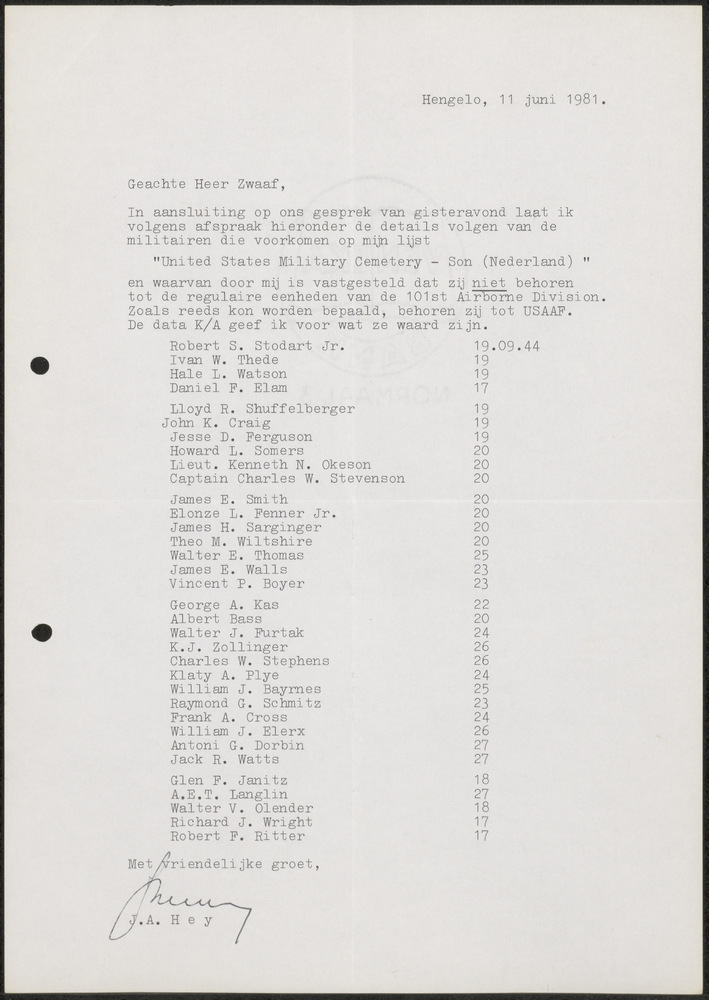 Hengelo, 11 juni 1981.
Geachte Heer Zwaaf,
In aansluiting op ons gesprek van gisteravond laat ik
volgens afspraak hieronder de details volgen van de
militairen die voorkomen op mijn lijst
"United States Military Cemetery - Son (Nederland) "
en waarvan door mij is vastgesteld dat zij niet behoren
tot de regulaire eenheden van de 101st Airborne Division.
Zoals reeds kon worden bepaald, behoren zij tot USAAF.
De data K/A geef ik voor wat ze waard zijn.
Robert S. Stodart Jr. 19.09.44
Ivan W. Thede 19
Hale L. Watson 19
Daniel F. Elam 17
Lloyd R. Shuffelberger 19
John K. Craig 19
Jesse D. Ferguson 19
Howard L. Somers 20
Lieut. Kenneth N. Okeson 20
Captain Charles W. Stevenson 20
James E. Smith 20
Elonze L. Fenner Jr. 20
James H. Sarginger 20
Theo M. Wiltshire 20
Walter E. Thomas 25
James E. Walls 23
Vincent P. Boyer 23
George A. Kas 22
Albert Bass 20
Walter J. Furtak 24
K.J. Zollinger 26
Charles W. Stephens 26
Klaty A. Plye 24
William J. Bayrnes 25
Raymond G. Schmitz 23
Frank A. Cross 24
William J. Elerx 26
Antoni G. Dorbin 27
Jack R. Watts 27
Glen F. Janitz 18
A.E.T. Langlin 27
Walter V. Olender 18
Richard J. Wright 17
Robert F. Ritter 17
Met vriendelijke groet,
J.A. H e y